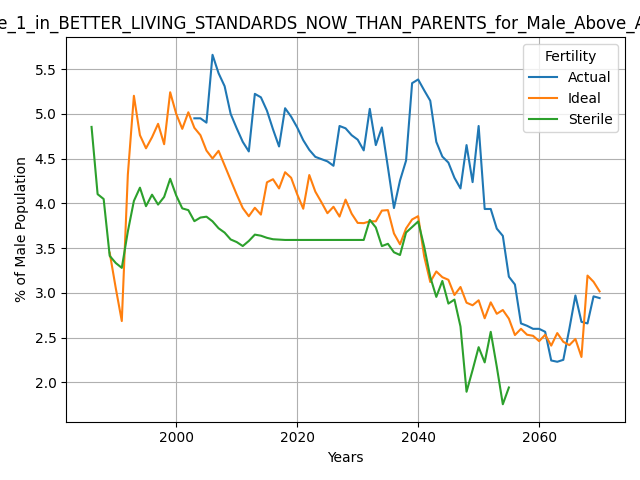 e_1_in_BETTER_LIVING_STANDARDS_NOW_THAN_PARENTS_for_Male_Above_A
Fertility
Actual
Ideal
Sterile
% of Male Population
5.5
5.0
4.5
4.0
3.5
3.0
2.5
2.0
2000
2020
2040
2060
Years